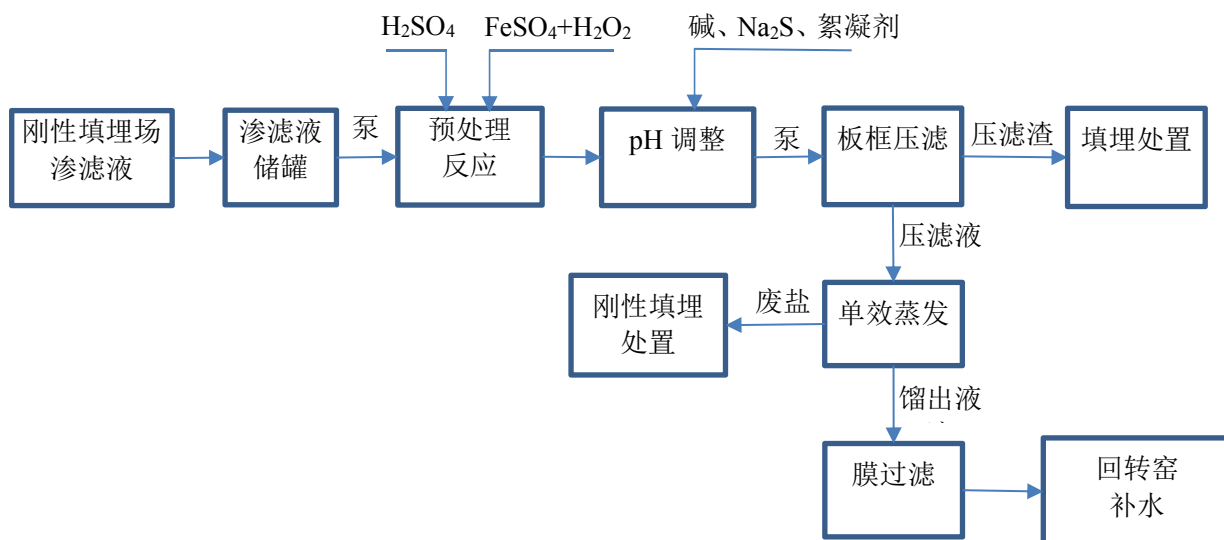 H₂SO₄
FeSO₄+H₂O₂
碱、Na₂S、絮凝剂
刚性填埋场
渗滤液
渗滤液
储罐
泵
预处理
反应
pH 调整
泵
板框压滤
压滤渣
填埋处置
压滤液
刚性填埋
处置
废盐
单效蒸发
馏出液
膜过滤
回转窑
补水